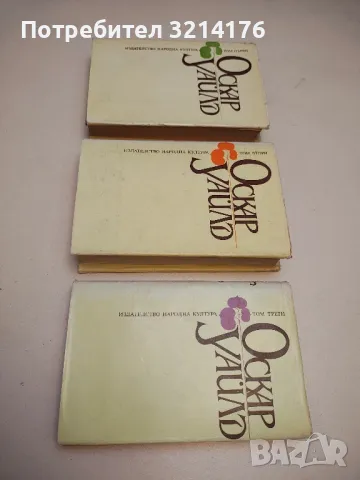 Потребител #3214176
ИЗДАТЕЛСТВО НАРОДНА КУЛТУРА
ОСКАР
УАЙЛД
ИЗДАТЕЛСТВО НАРОДНА КУЛТУРА
ОСКАР
УАЙЛД
ИЗДАТЕЛСТВО НАРОДНА КУЛТУРА ТОМ ТРЕТИ
ОСКАР
УАЙЛД
bazar